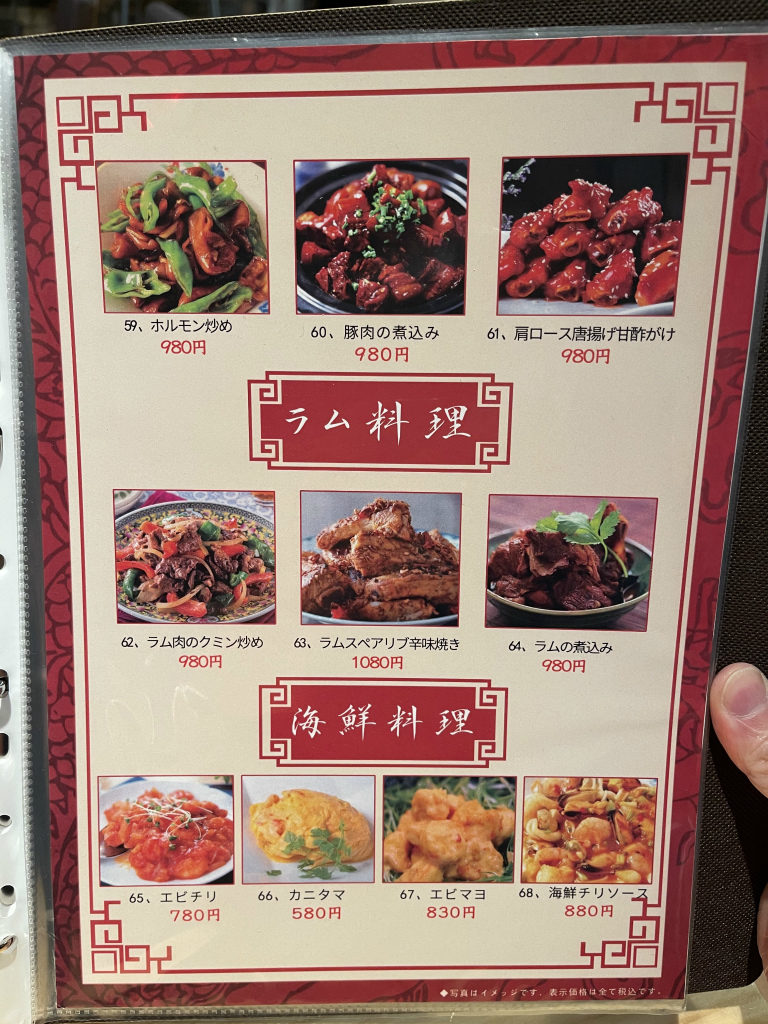 59、ホルモン炒め
980円
60、豚肉の煮込み
980円
61、肩ロース唐揚げ甘酢がけ
980円
ラム料理
62、ラム肉のクミン炒め
980円
63、ラムスペアリブ辛味焼き
1080円
64、ラムの煮込み
980円
海鮮料理
65、エビチリ
780円
66、カニタマ
580円
67、エビマヨ
830円
68、海鮮チリソース
880円
◆写真はイメージです。表示価格は全て税込です。